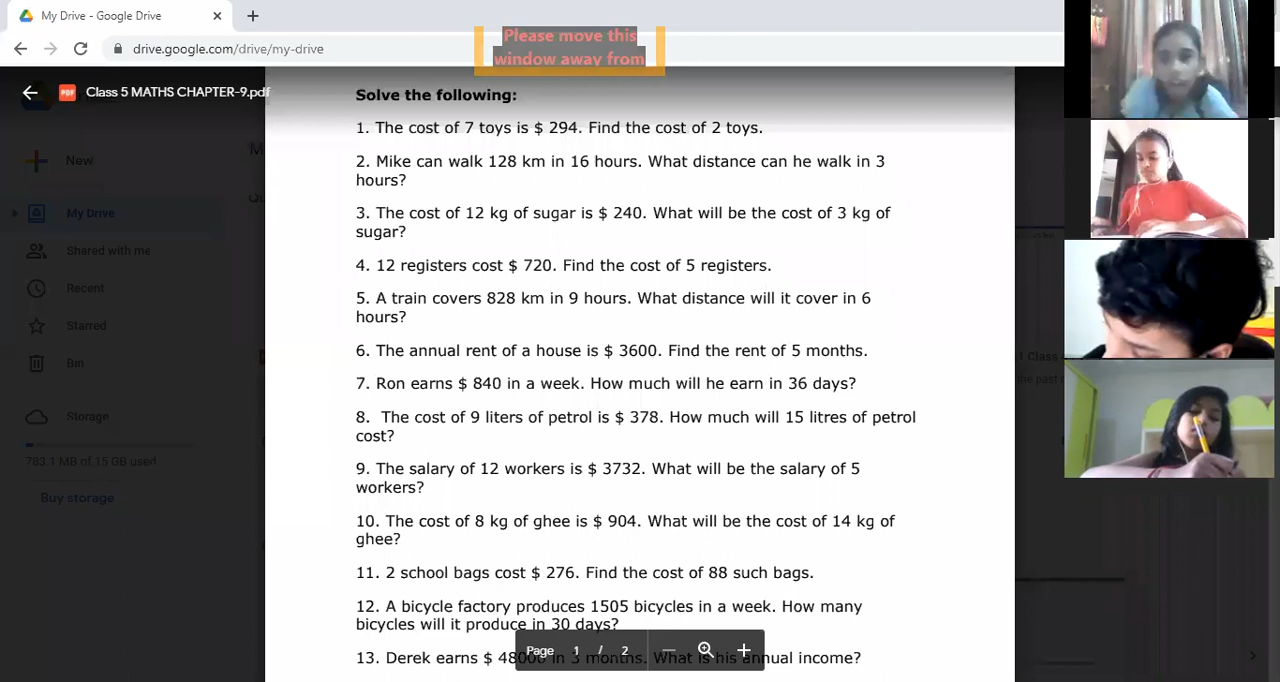 My Drive - Google Drive
drive.google.com/drive/my-drive
Please move this
window away from
Class 5 MATHS CHAPTER-9.pdf
New
My Drive
Shared with me
Recent
Starred
Bin
Storage
783.1 MB of 15 GB used
Buy storage
Solve the following:
1. The cost of 7 toys is $ 294. Find the cost of 2 toys.
2. Mike can walk 128 km in 16 hours. What distance can he walk in 3
hours?
3. The cost of 12 kg of sugar is $ 240. What will be the cost of 3 kg of
sugar?
4. 12 registers cost $ 720. Find the cost of 5 registers.
5. A train covers 828 km in 9 hours. What distance will it cover in 6
hours?
6. The annual rent of a house is $ 3600. Find the rent of 5 months.
7. Ron earns $ 840 in a week. How much will he earn in 36 days?
8. The cost of 9 liters of petrol is $ 378. How much will 15 litres of petrol
cost?
9. The salary of 12 workers is $ 3732. What will be the salary of 5
workers?
10. The cost of 8 kg of ghee is $ 904. What will be the cost of 14 kg of
ghee?
11. 2 school bags cost $ 276. Find the cost of 88 such bags.
12. A bicycle factory produces 1505 bicycles in a week. How many
bicycles will it produce in 30 days?
13. Derek earns $ 48000 in 3 months. What is his annual income?
Page 1 / 2